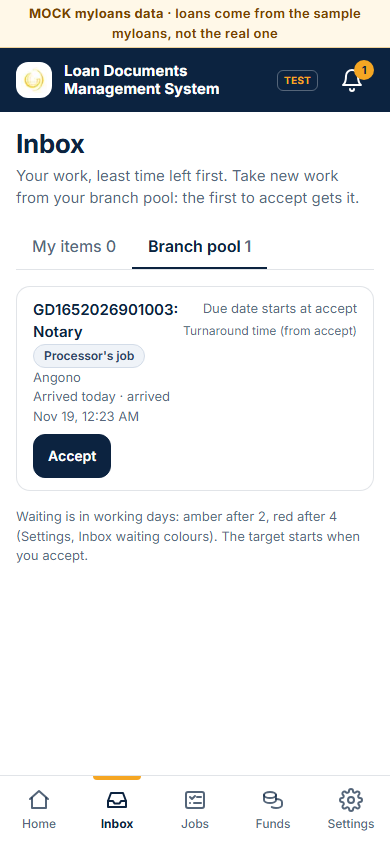 MOCK myloans data · loans come from the sample
myloans, not the real one
Loan Documents
Management System
TEST
1
Inbox
Your work, least time left first. Take new work
from your branch pool: the first to accept gets it.
My items 0
Branch pool 1
GD1652026901003:
Notary
Due date starts at accept
Turnaround time (from accept)
Processor's job
Angono
Arrived today · arrived
Nov 19, 12:23 AM
Accept
Waiting is in working days: amber after 2, red after 4
(Settings, Inbox waiting colours). The target starts when
you accept.
Home
Inbox
Jobs
Funds
Settings